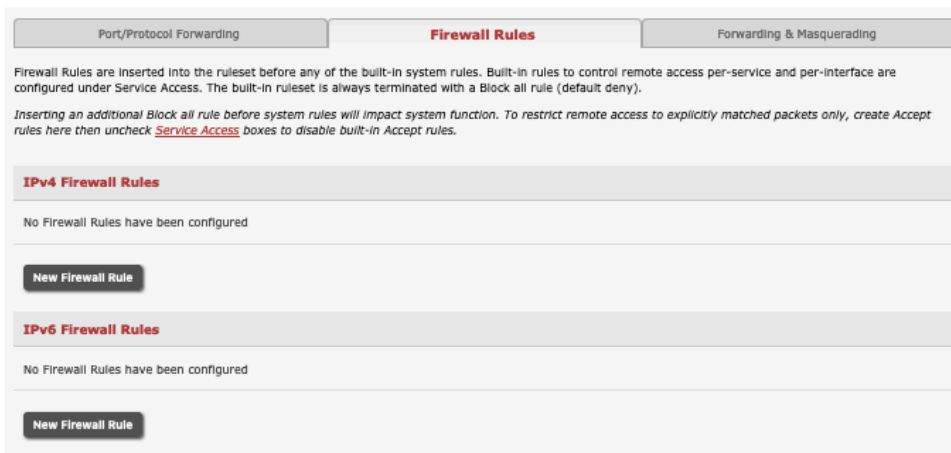 Port/Protocol Forwarding
Firewall Rules
Forwarding & Masquerading
Firewall Rules are inserted into the ruleset before any of the built-in system rules. Built-in rules to control remote access per-service and per-interface are
configured under Service Access. The built-in ruleset is always terminated with a Block all rule (default deny).
Inserting an additional Block all rule before system rules will impact system function. To restrict remote access to explicitly matched packets only, create Accept
rules here then uncheck Service Access boxes to disable built-in Accept rules.
IPv4 Firewall Rules
No Firewall Rules have been configured
New Firewall Rule
IPv6 Firewall Rules
No Firewall Rules have been configured
New Firewall Rule